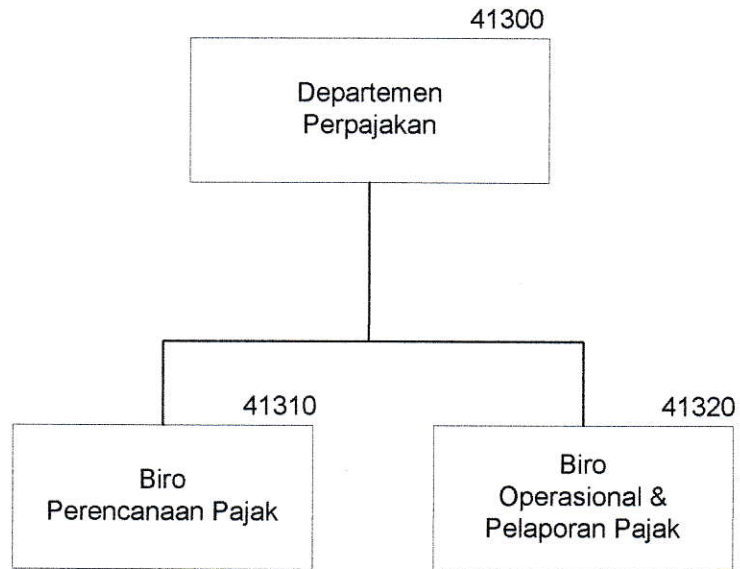 41300
Departemen
Perpajakan
41310
Biro
Perencanaan Pajak
41320
Biro
Operasional &
Pelaporan Pajak